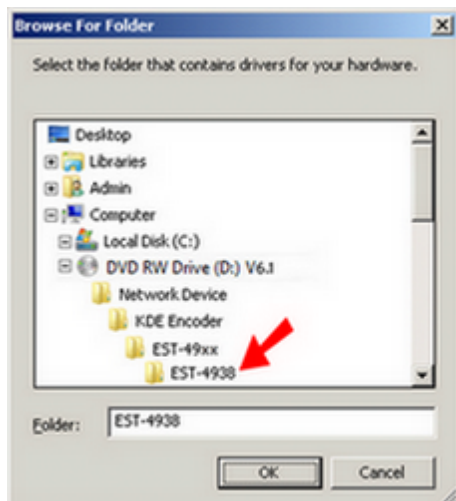 Browse For Folder
Select the folder that contains drivers for your hardware.
Desktop
Libraries
Admin
Computer
Local Disk (C:)
DVD RW Drive (D:) V6.1
Network Device
KDE Encoder
EST-49xx
EST-4938
Folder: EST-4938
OK Cancel